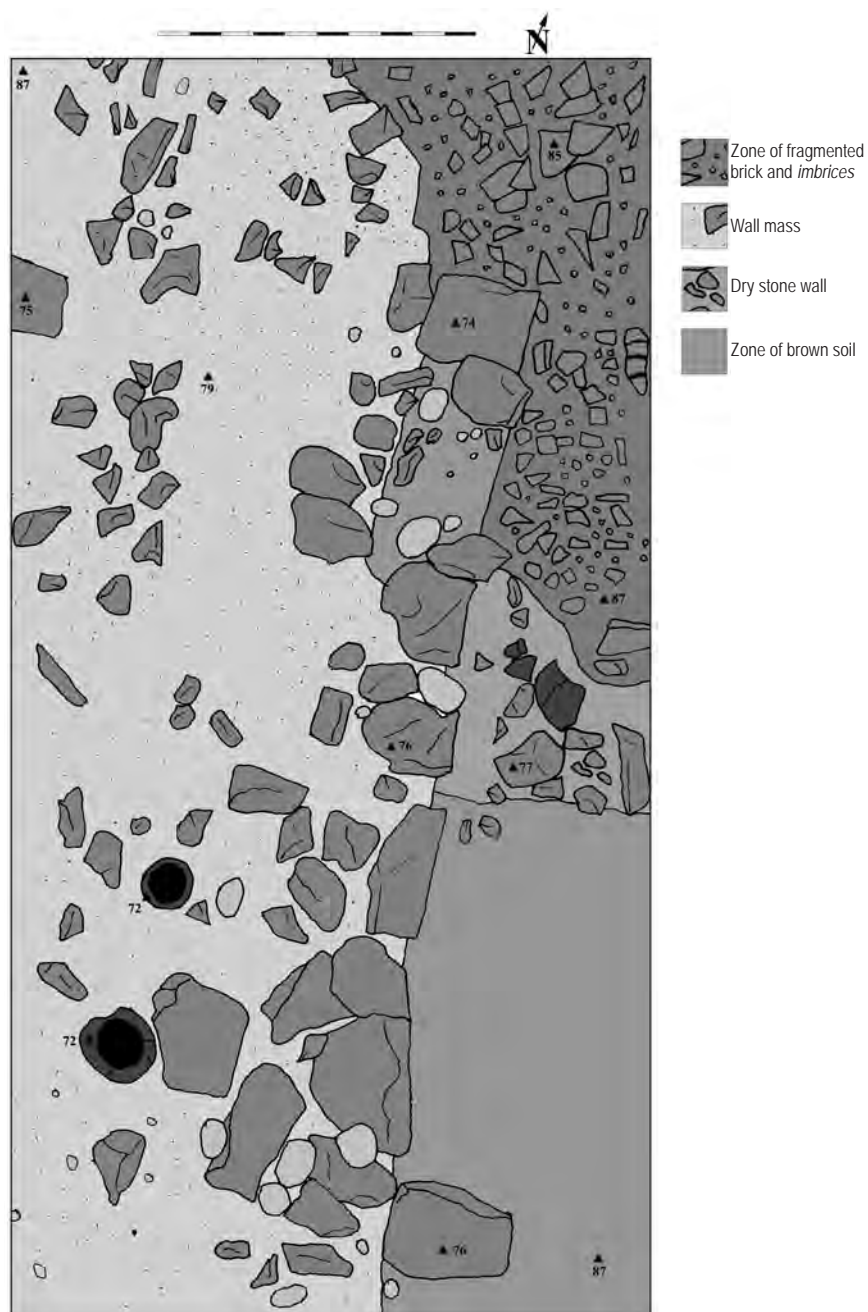 N
87
85
Zone of fragmented
brick and imbrices
Wall mass
75
74
Dry stone wall
79
Zone of brown soil
87
76
77
72
72
76
87